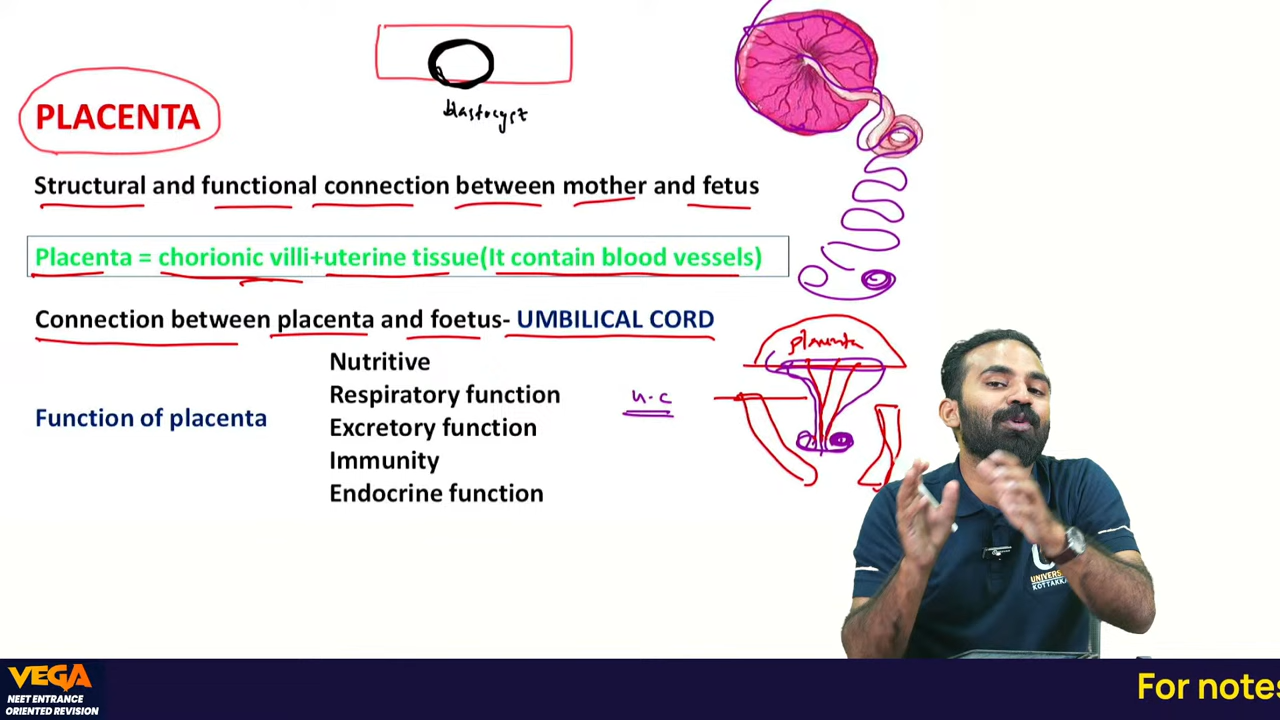 blastocyst
PLACENTA
Structural and functional connection between mother and fetus
Placenta = chorionic villi+uterine tissue(It contain blood vessels)
Connection between placenta and foetus- UMBILICAL CORD
placenta
Nutritive
Respiratory function
u.c
Function of placenta
Excretory function
Immunity
Endocrine function
UNIVERS
KOTTAKKA
VEGA
NEET ENTRANCE
ORIENTED REVISION
For notes